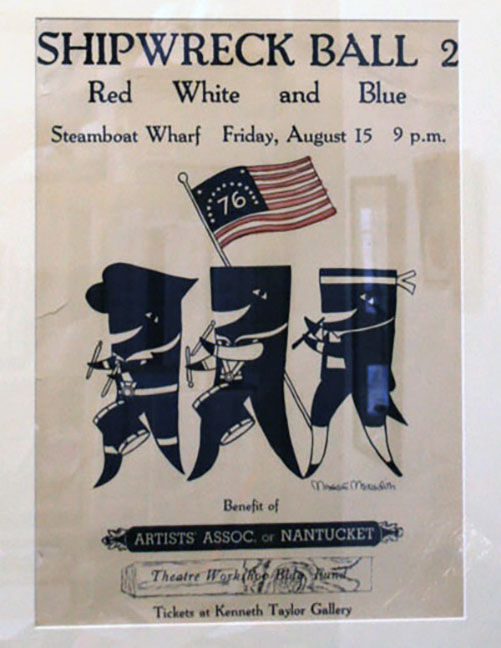 SHIPWRECK BALL 2
Red White and Blue
Steamboat Wharf Friday, August 15 9 p.m.
76
Meredith
Benefit of
ARTISTS' ASSOC. OF NANTUCKET
Theatre Workshop Bldg. Fund
Tickets at Kenneth Taylor Gallery